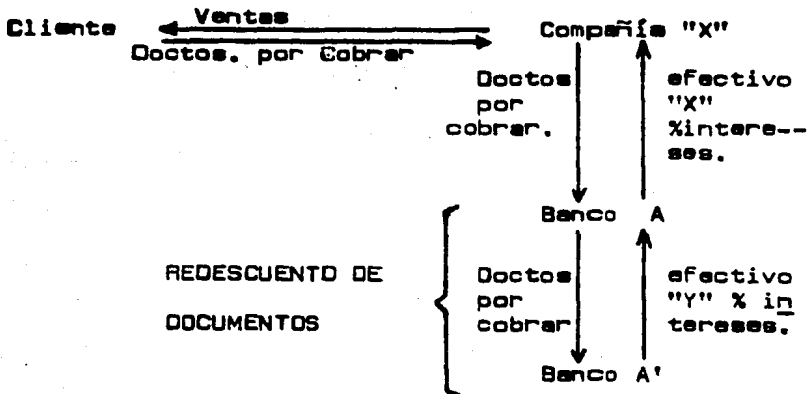 Ventas
Cliente Compañía "X"
Doctos. por Cobrar
Doctos efectivo
por "X"
cobrar. %intere--
ses.
Banco A
REDESCUENTO DE Doctos efectivo
por "Y" % in
DOCUMENTOS cobrar tereses.
Banco A'